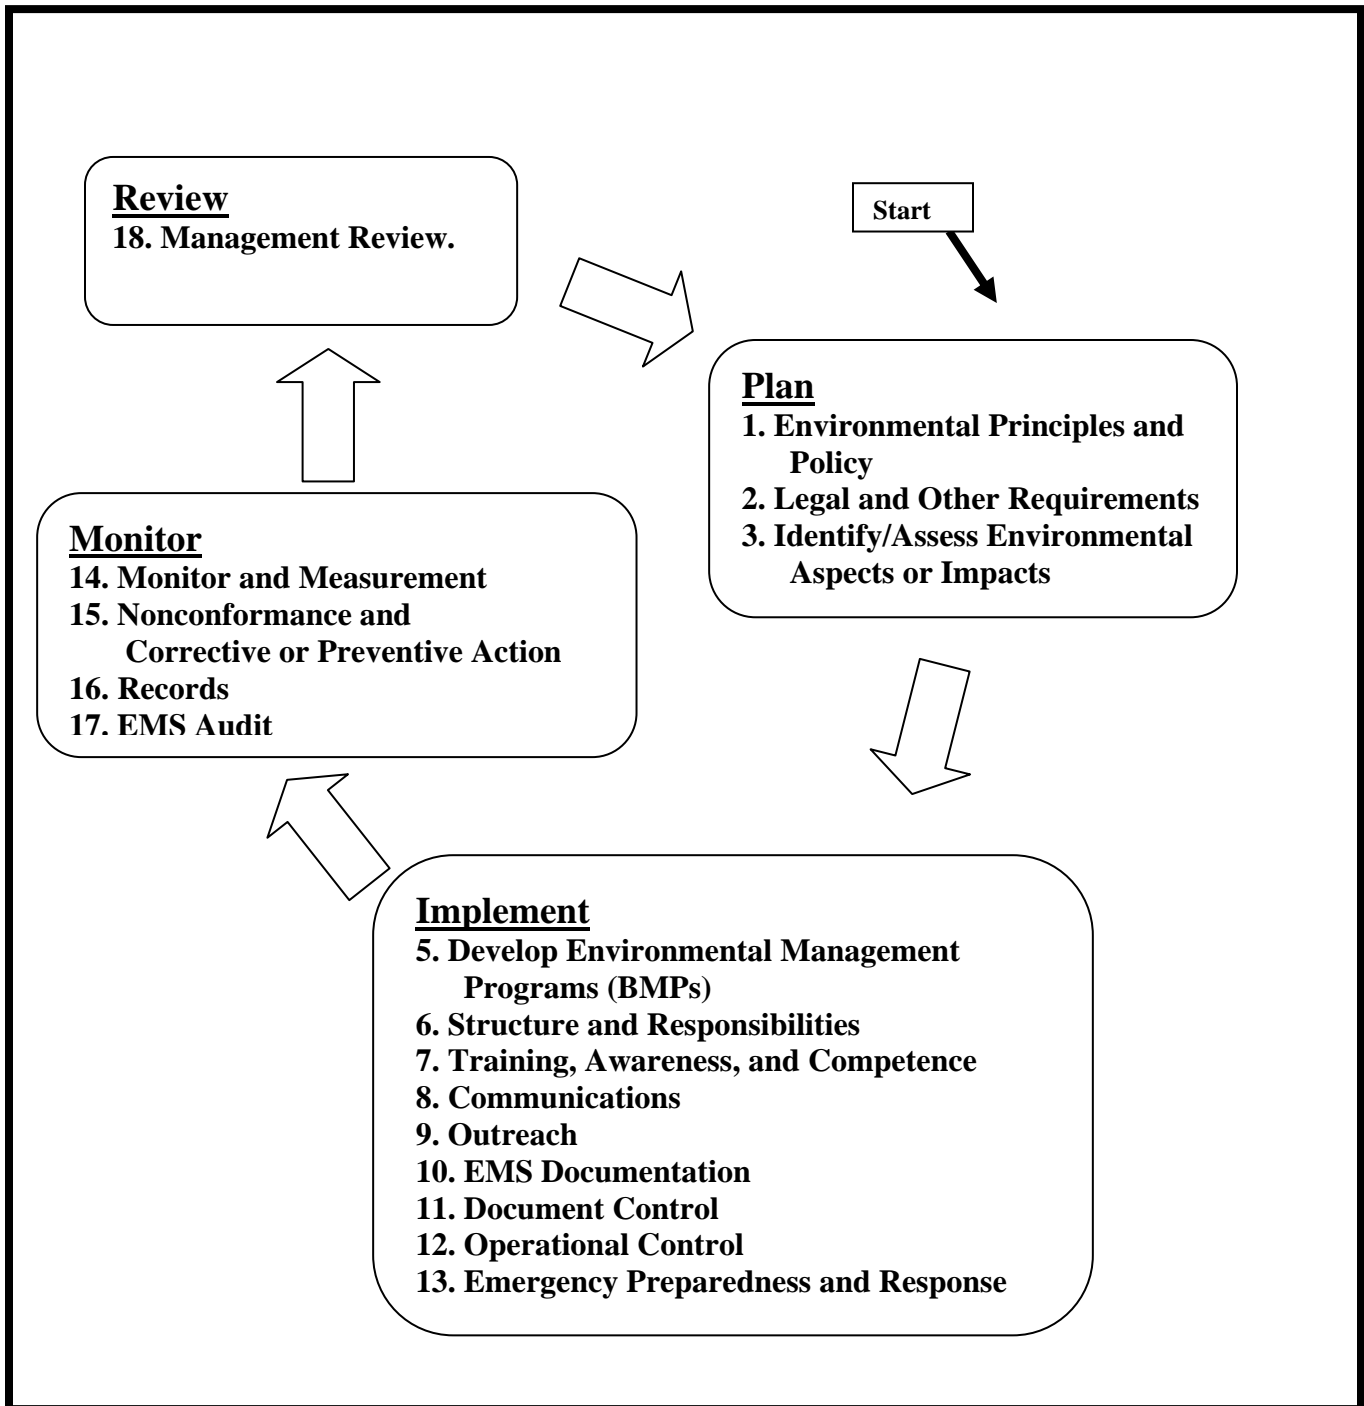 Review
18. Management Review.
Start
Plan
1. Environmental Principles and
Policy
2. Legal and Other Requirements
3. Identify/Assess Environmental
Aspects or Impacts
Monitor
14. Monitor and Measurement
15. Nonconformance and
Corrective or Preventive Action
16. Records
17. EMS Audit
Implement
5. Develop Environmental Management
Programs (BMPs)
6. Structure and Responsibilities
7. Training, Awareness, and Competence
8. Communications
9. Outreach
10. EMS Documentation
11. Document Control
12. Operational Control
13. Emergency Preparedness and Response